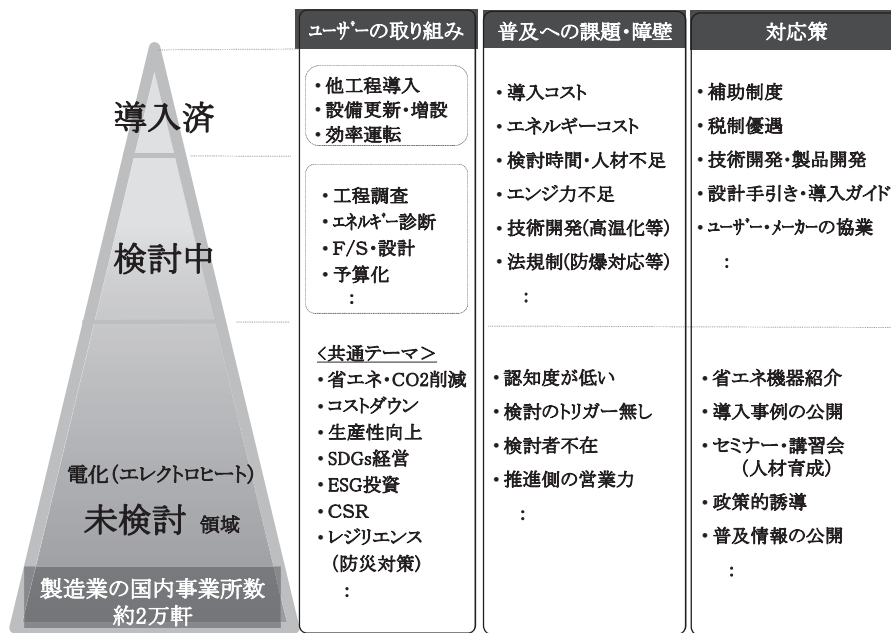 ユーザーの取り組み
普及への課題・障壁
対応策
導入済
検討中
電化(エレクトロヒート)
未検討 領域
製造業の国内事業所数
約2万軒
・他工程導入
・設備更新・増設
・効率運転
・工程調査
・エネルギー診断
・F/S・設計
・予算化
:
<共通テーマ>
・省エネ・CO2削減
・コストダウン
・生産性向上
・SDGs経営
・ESG投資
・CSR
・レジリエンス
(防災対策)
:
・導入コスト
・エネルギーコスト
・検討時間・人材不足
・エンジ力不足
・技術開発(高温化等)
・法規制(防爆対応等)
:
・認知度が低い
・検討のトリガー無し
・検討者不在
・推進側の営業力
:
・補助制度
・税制優遇
・技術開発・製品開発
・設計手引き・導入ガイド
・ユーザー・メーカーの協業
:
・省エネ機器紹介
・導入事例の公開
・セミナー・講習会
(人材育成)
・政策的誘導
・普及情報の公開
: